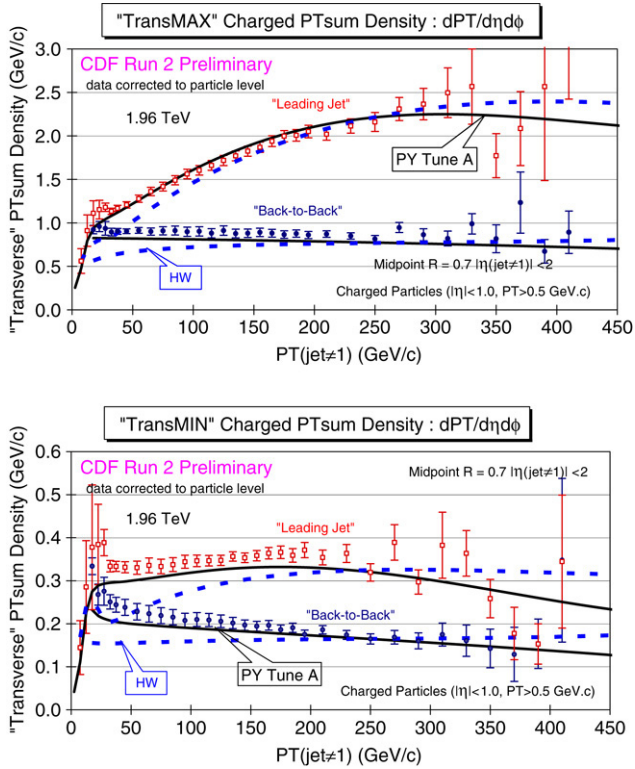 "TransMAX" Charged PTsum Density : dPT/dηdϕ
"Transverse" PTsum Density (GeV/c)
3.0
2.5
2.0
1.5
1.0
0.5
0.0
CDF Run 2 Preliminary
data corrected to particle level
1.96 TeV
"Leading Jet"
PY Tune A
"Back-to-Back"
HW
Midpoint R = 0.7 |η(jet≠1)| <2
Charged Particles (|η|<1.0, PT>0.5 GeV.c)
0 50 100 150 200 250 300 350 400 450
PT(jet≠1) (GeV/c)
"TransMIN" Charged PTsum Density : dPT/dηdϕ
"Transverse" PTsum Density (GeV/c)
0.6
0.5
0.4
0.3
0.2
0.1
0.0
CDF Run 2 Preliminary
data corrected to particle level
Midpoint R = 0.7 |η(jet≠1)| <2
1.96 TeV
"Leading Jet"
"Back-to-Back"
HW
PY Tune A
Charged Particles (|η|<1.0, PT>0.5 GeV.c)
0 50 100 150 200 250 300 350 400 450
PT(jet≠1) (GeV/c)